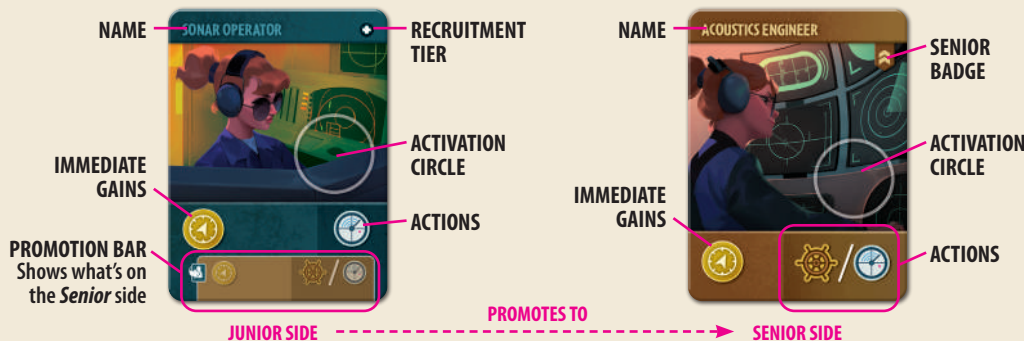 NAME
SONAR OPERATOR
RECRUITMENT
TIER
ACTIVATION
CIRCLE
IMMEDIATE
GAINS
ACTIONS
PROMOTION BAR
Shows what's on
the Senior side
JUNIOR SIDE
PROMOTES TO
NAME
ACOUSTICS ENGINEER
SENIOR
BADGE
ACTIVATION
CIRCLE
IMMEDIATE
GAINS
/
ACTIONS
SENIOR SIDE